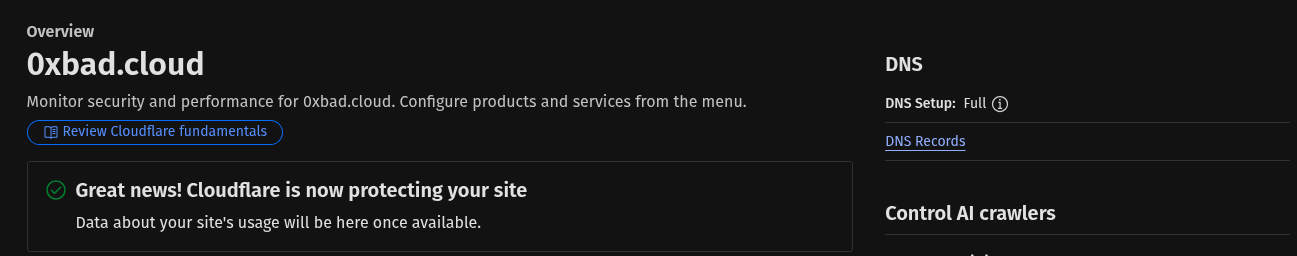 Overview
0xbad.cloud
Monitor security and performance for 0xbad.cloud. Configure products and services from the menu.
Review Cloudflare fundamentals
Great news! Cloudflare is now protecting your site
Data about your site's usage will be here once available.
DNS
DNS Setup: Full
DNS Records
Control AI crawlers